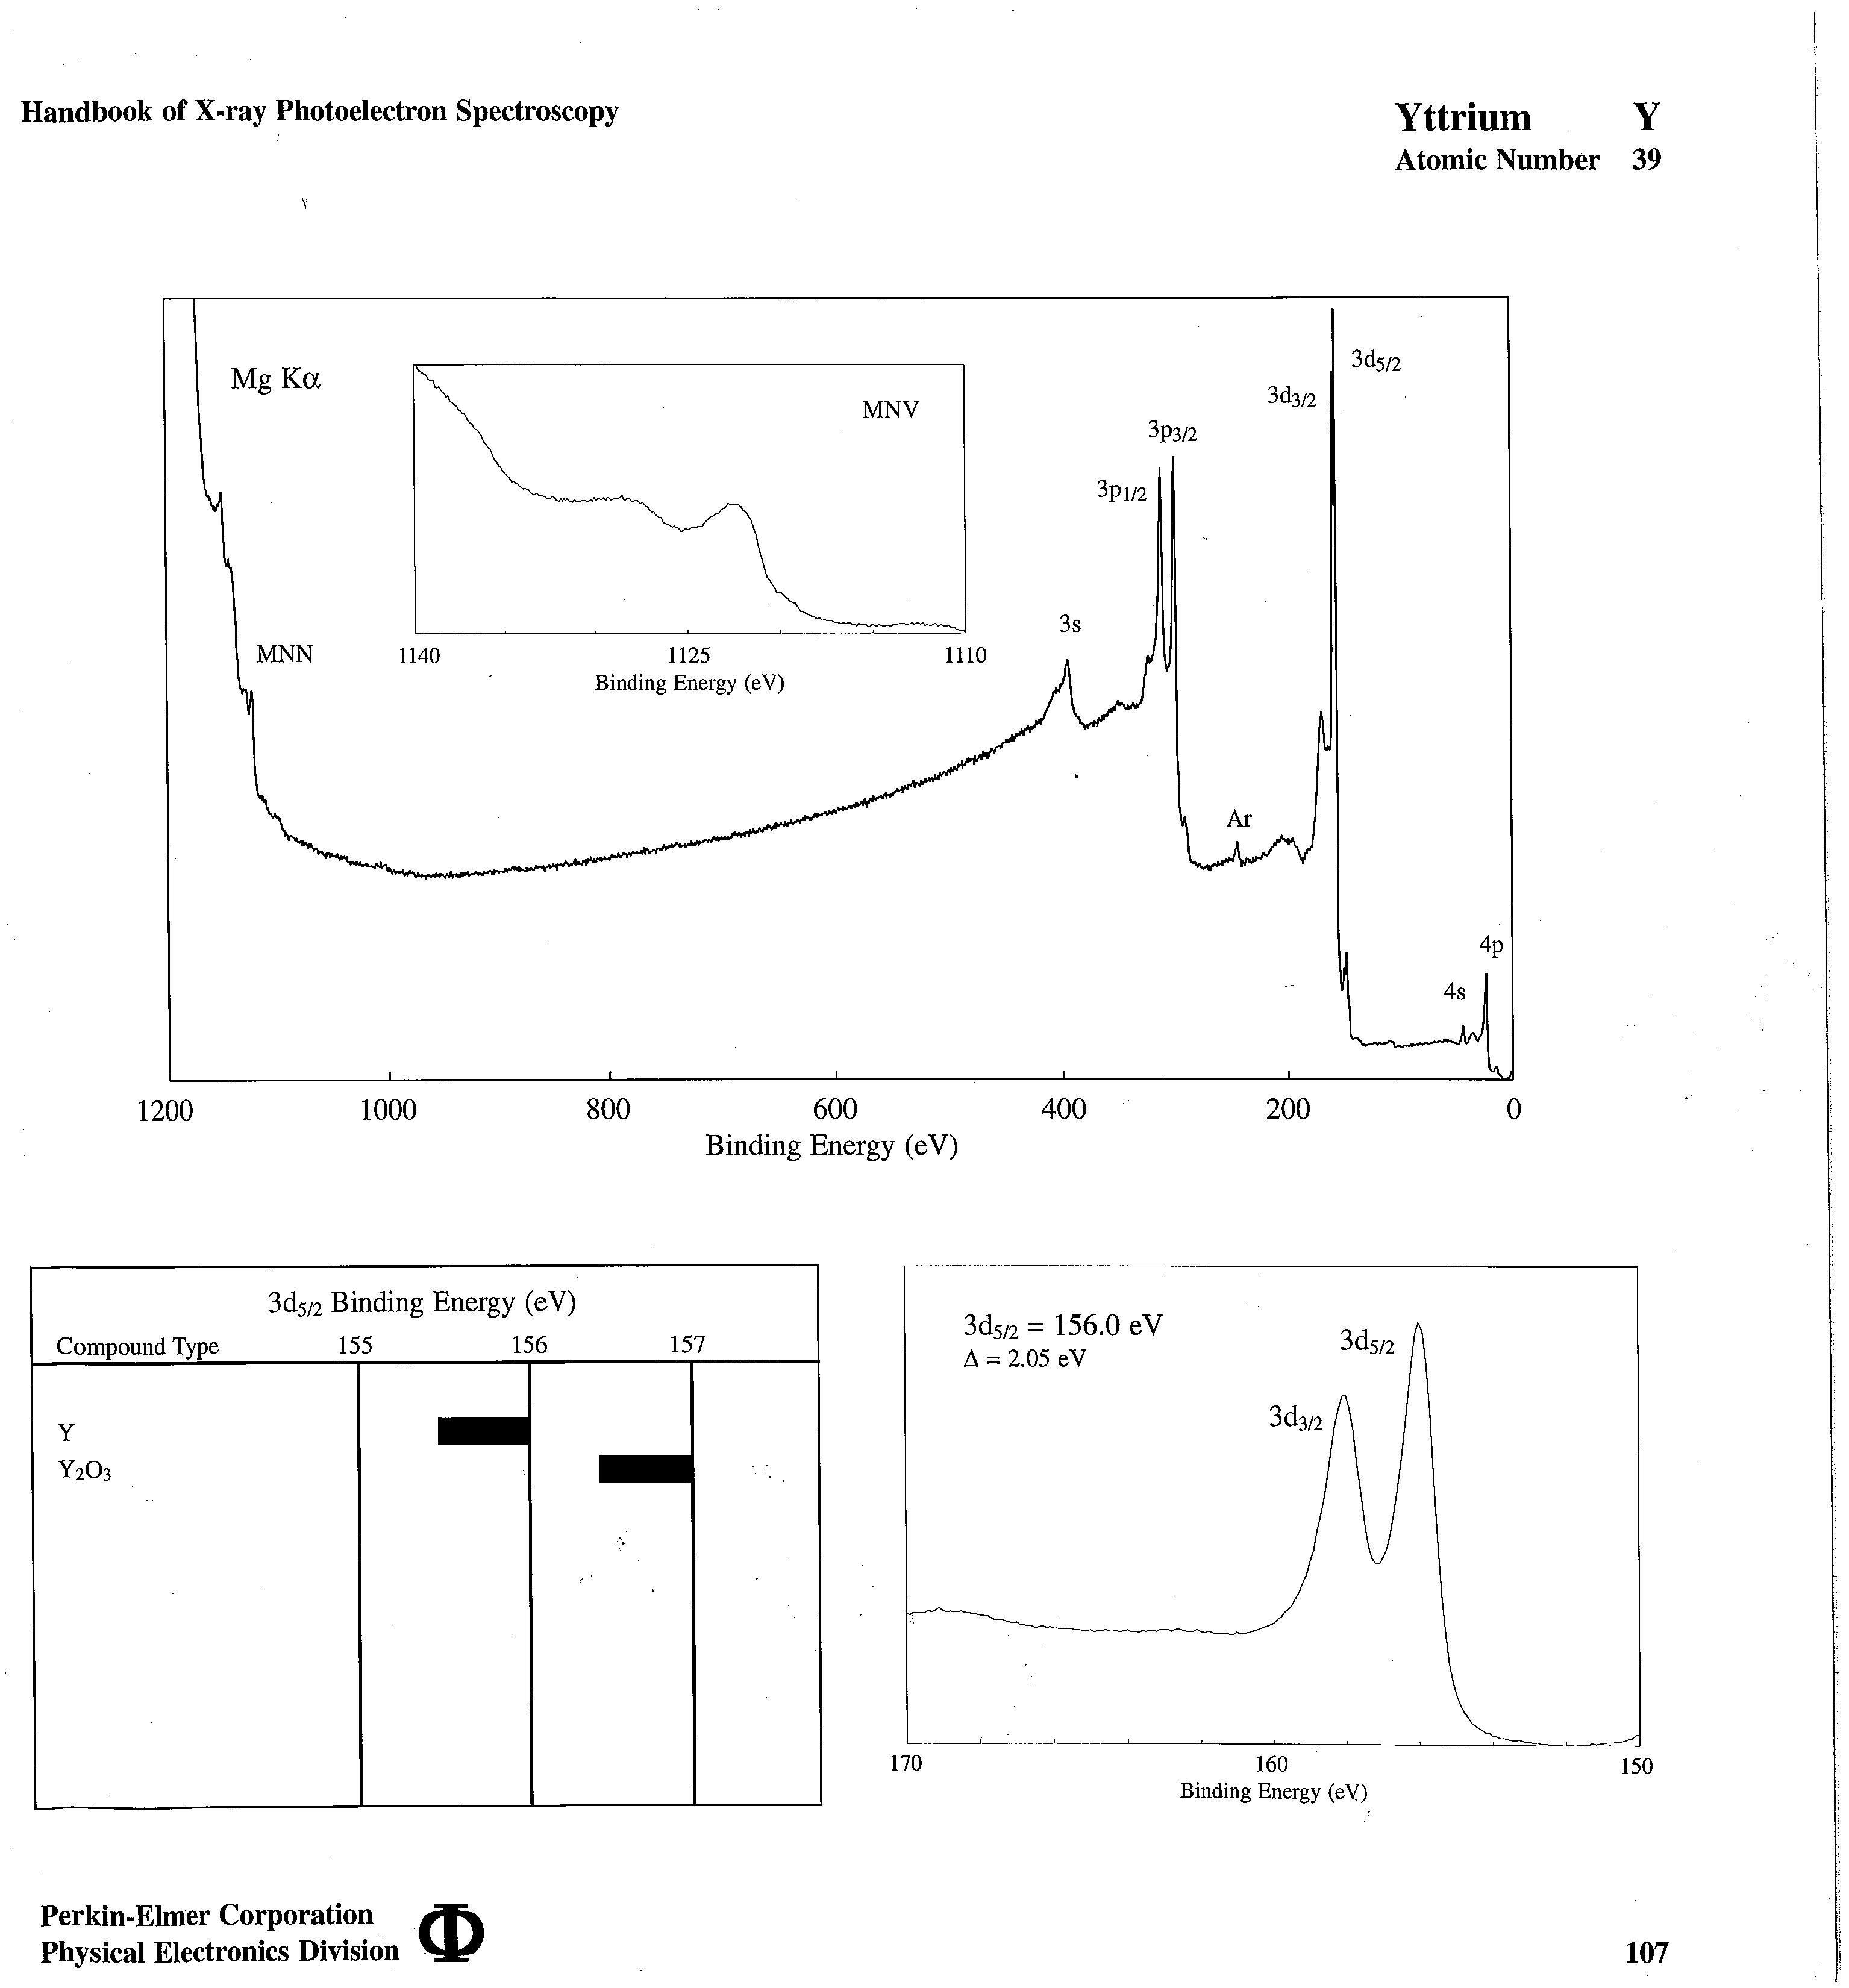 Handbook of X-ray Photoelectron Spectroscopy
Yttrium Y
Atomic Number 39
Mg Kα
MNV
3d5/2
3d3/2
3p3/2
3p1/2
3s
MNN
1140 1125 1110
Binding Energy (eV)
Ar
4p
4s
1200 1000 800 600 400 200 0
Binding Energy (eV)
3d5/2 Binding Energy (eV)
Compound Type 155 156 157
Y
Y2O3
3d5/2 = 156.0 eV
Δ = 2.05 eV
3d5/2
3d3/2
170 160 150
Binding Energy (eV)
Perkin-Elmer Corporation
Physical Electronics Division
Φ
107